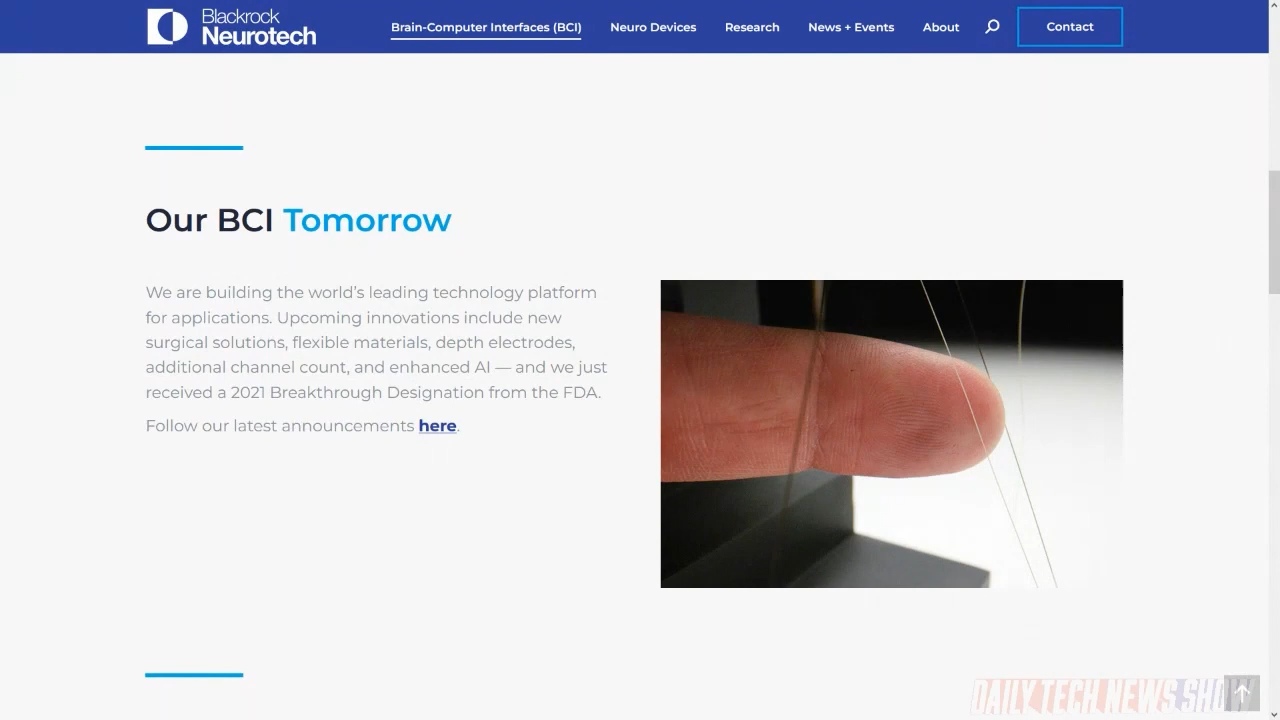 Blackrock
Neurotech
Brain-Computer Interfaces (BCI)
Neuro Devices
Research
News + Events
About
Contact
Our BCI Tomorrow
We are building the world’s leading technology platform
for applications. Upcoming innovations include new
surgical solutions, flexible materials, depth electrodes,
additional channel count, and enhanced AI — and we just
received a 2021 Breakthrough Designation from the FDA.
Follow our latest announcements here.
DAILY TECH NEWS SHOW